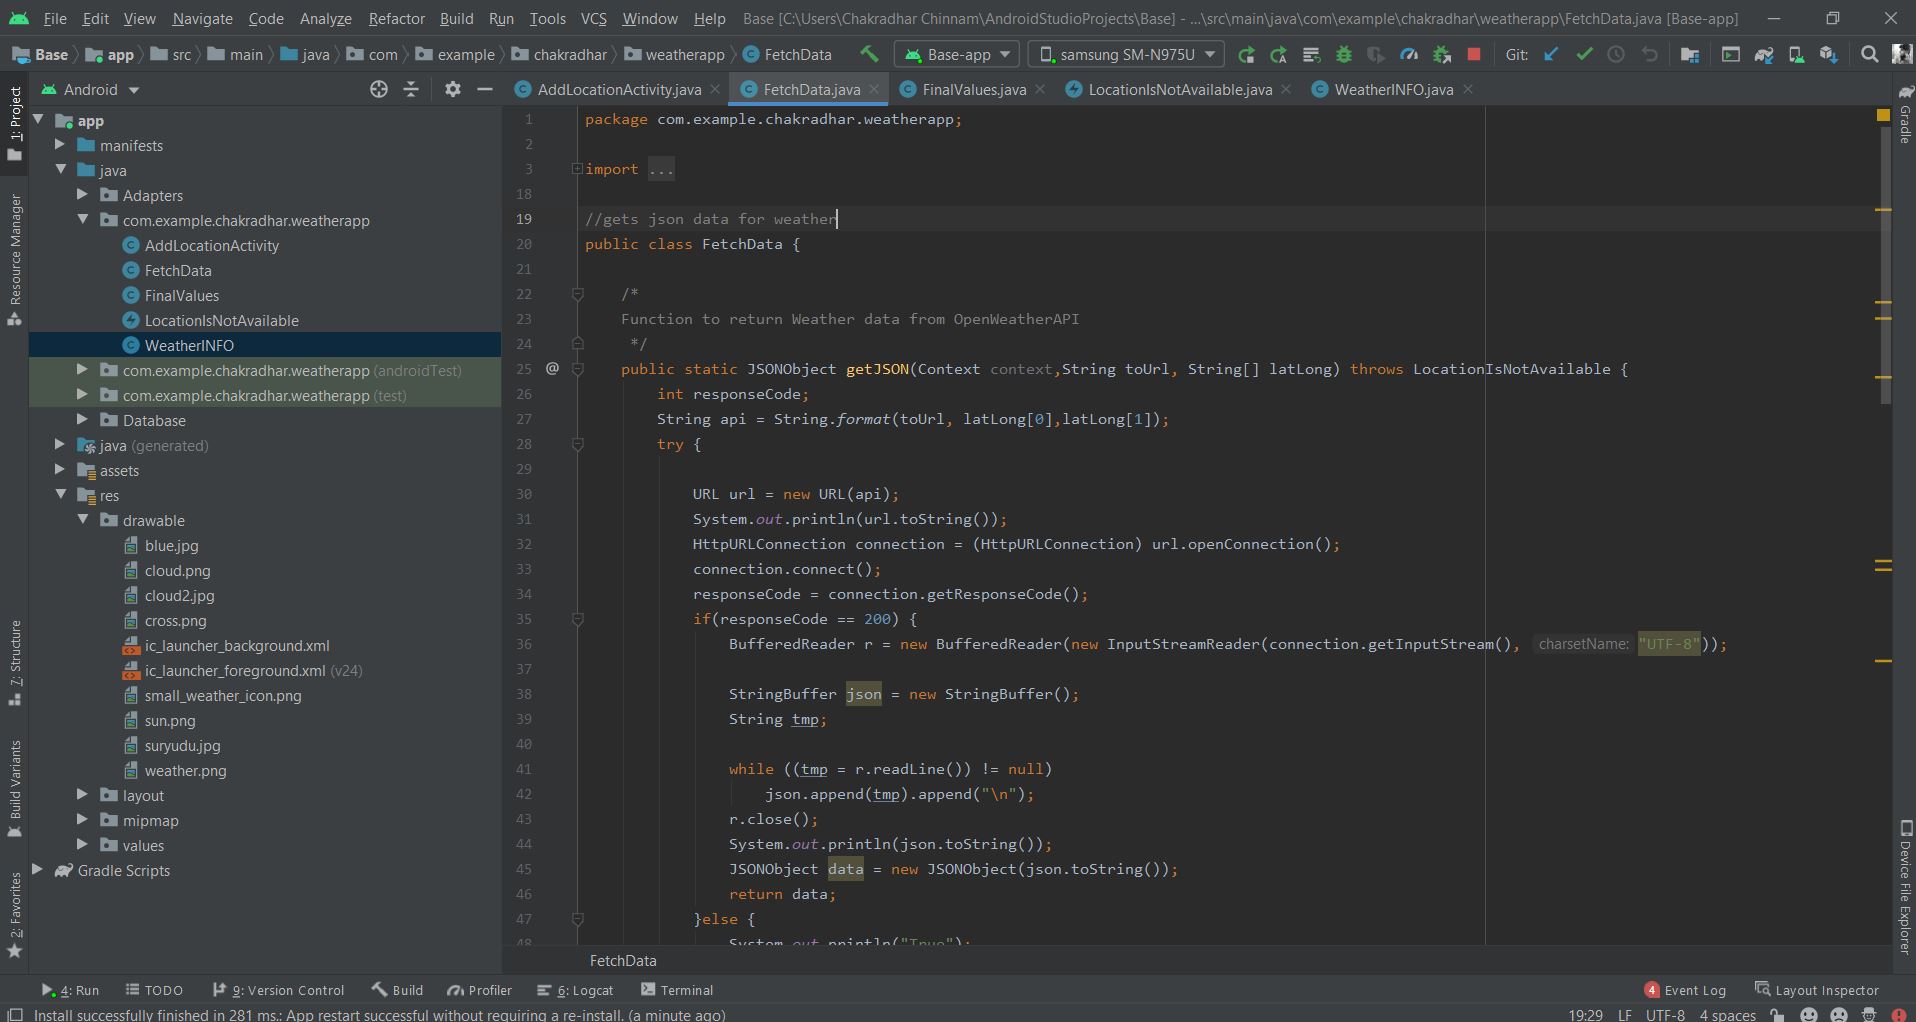 File Edit View Navigate Code Analyze Refactor Build Run Tools VCS Window Help Base [C:\Users\Chakradhar Chinnam\AndroidStudioProjects\Base] - ...\src\main\java\com\example\chakradhar\weatherapp\FetchData.java [Base-app]
Base app src main java com example chakradhar weatherapp FetchData Base-app samsung SM-N975U Git:
Android
AddLocationActivity.java FetchData.java FinalValues.java LocationIsNotAvailable.java WeatherINFO.java
1: Project
Resource Manager
7: Structure
Build Variants
2: Favorites
app
manifests
java
Adapters
com.example.chakradhar.weatherapp
AddLocationActivity
FetchData
FinalValues
LocationIsNotAvailable
WeatherINFO
com.example.chakradhar.weatherapp (androidTest)
com.example.chakradhar.weatherapp (test)
Database
java (generated)
assets
res
drawable
blue.jpg
cloud.png
cloud2.jpg
cross.png
ic_launcher_background.xml
ic_launcher_foreground.xml (v24)
small_weather_icon.png
sun.png
suryudu.jpg
weather.png
layout
mipmap
values
Gradle Scripts
1 package com.example.chakradhar.weatherapp;
2
3 import ...
18
19 //gets json data for weather
20 public class FetchData {
21
22 /*
23 Function to return Weather data from OpenWeatherAPI
24 */
25 @ public static JSONObject getJSON(Context context,String toUrl, String[] latLong) throws LocationIsNotAvailable {
26 int responseCode;
27 String api = String.format(toUrl, latLong[0],latLong[1]);
28 try {
29
30 URL url = new URL(api);
31 System.out.println(url.toString());
32 HttpURLConnection connection = (HttpURLConnection) url.openConnection();
33 connection.connect();
34 responseCode = connection.getResponseCode();
35 if(responseCode == 200) {
36 BufferedReader r = new BufferedReader(new InputStreamReader(connection.getInputStream(), charsetName: "UTF-8"));
37
38 StringBuffer json = new StringBuffer();
39 String tmp;
40
41 while ((tmp = r.readLine()) != null)
42 json.append(tmp).append("\n");
43 r.close();
44 System.out.println(json.toString());
45 JSONObject data = new JSONObject(json.toString());
46 return data;
47 }else {
48 System.out.println("True");
FetchData
Gradle
Device File Explorer
4: Run TODO 9: Version Control Build Profiler 6: Logcat Terminal 4 Event Log Layout Inspector
Install successfully finished in 281 ms.: App restart successful without requiring a re-install. (a minute ago) 19:29 LF UTF-8 4 spaces